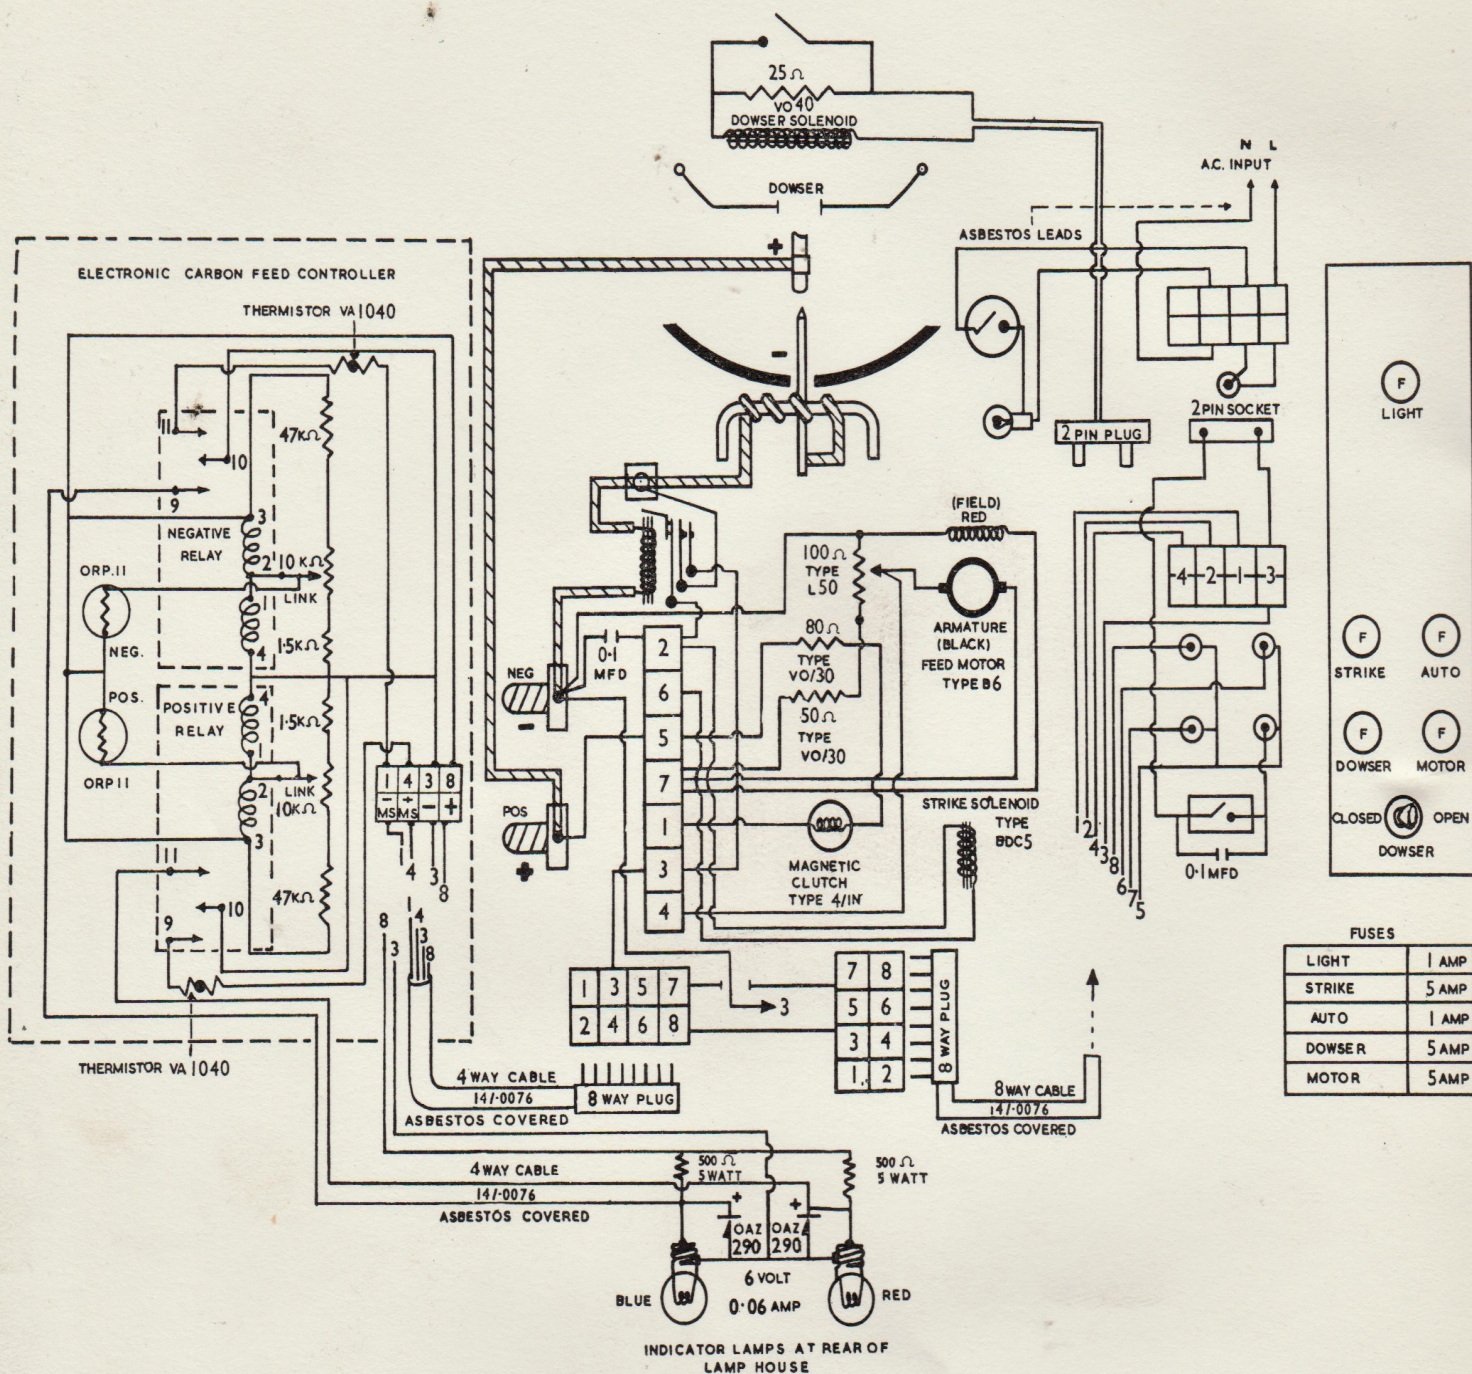 25Ω
VO40
DOWSER SOLENOID
DOWSER
+
-
N L
A.C. INPUT
ASBESTOS LEADS
2 PIN SOCKET
2 PIN PLUG
ELECTRONIC CARBON FEED CONTROLLER
THERMISTOR VA1040
47KΩ
11
10
9
3
NEGATIVE
RELAY
2
10 KΩ
LINK
1
ORP.11
NEG.
4
1.5KΩ
POS.
POSITIVE
RELAY
4
1.5KΩ
1
ORP11
2
LINK
10KΩ
3
11
47KΩ
10
9
THERMISTOR VA1040
1 4 3 8
- + - +
MS MS
4 3 8
8 3
4 3 8
4 WAY CABLE
14/.0076
ASBESTOS COVERED
8 WAY PLUG
4 WAY CABLE
14/.0076
ASBESTOS COVERED
NEG
-
POS
+
0.1
MFD
2
6
5
7
1
3
4
(FIELD)
RED
100Ω
TYPE
L50
80Ω
TYPE
VO/30
50Ω
TYPE
VO/30
ARMATURE
(BLACK)
FEED MOTOR
TYPE B6
STRIKE SOLENOID
TYPE
BDC5
MAGNETIC
CLUTCH
TYPE 4/IN
1 3 5 7
2 4 6 8
3
7 8
5 6
3 4
1 2
8 WAY PLUG
8 WAY CABLE
14/.0076
ASBESTOS COVERED
4 2 1 3
1 2 4 3 8 6 7 5
0.1 MFD
F
LIGHT
F
STRIKE
F
AUTO
F
DOWSER
F
MOTOR
CLOSED
OPEN
DOWSER
FUSES
LIGHT 1 AMP
STRIKE 5 AMP
AUTO 1 AMP
DOWSER 5 AMP
MOTOR 5 AMP
500Ω
5 WATT
500Ω
5 WATT
+
+
OAZ
290
OAZ
290
6 VOLT
0.06 AMP
BLUE
RED
INDICATOR LAMPS AT REAR OF
LAMP HOUSE